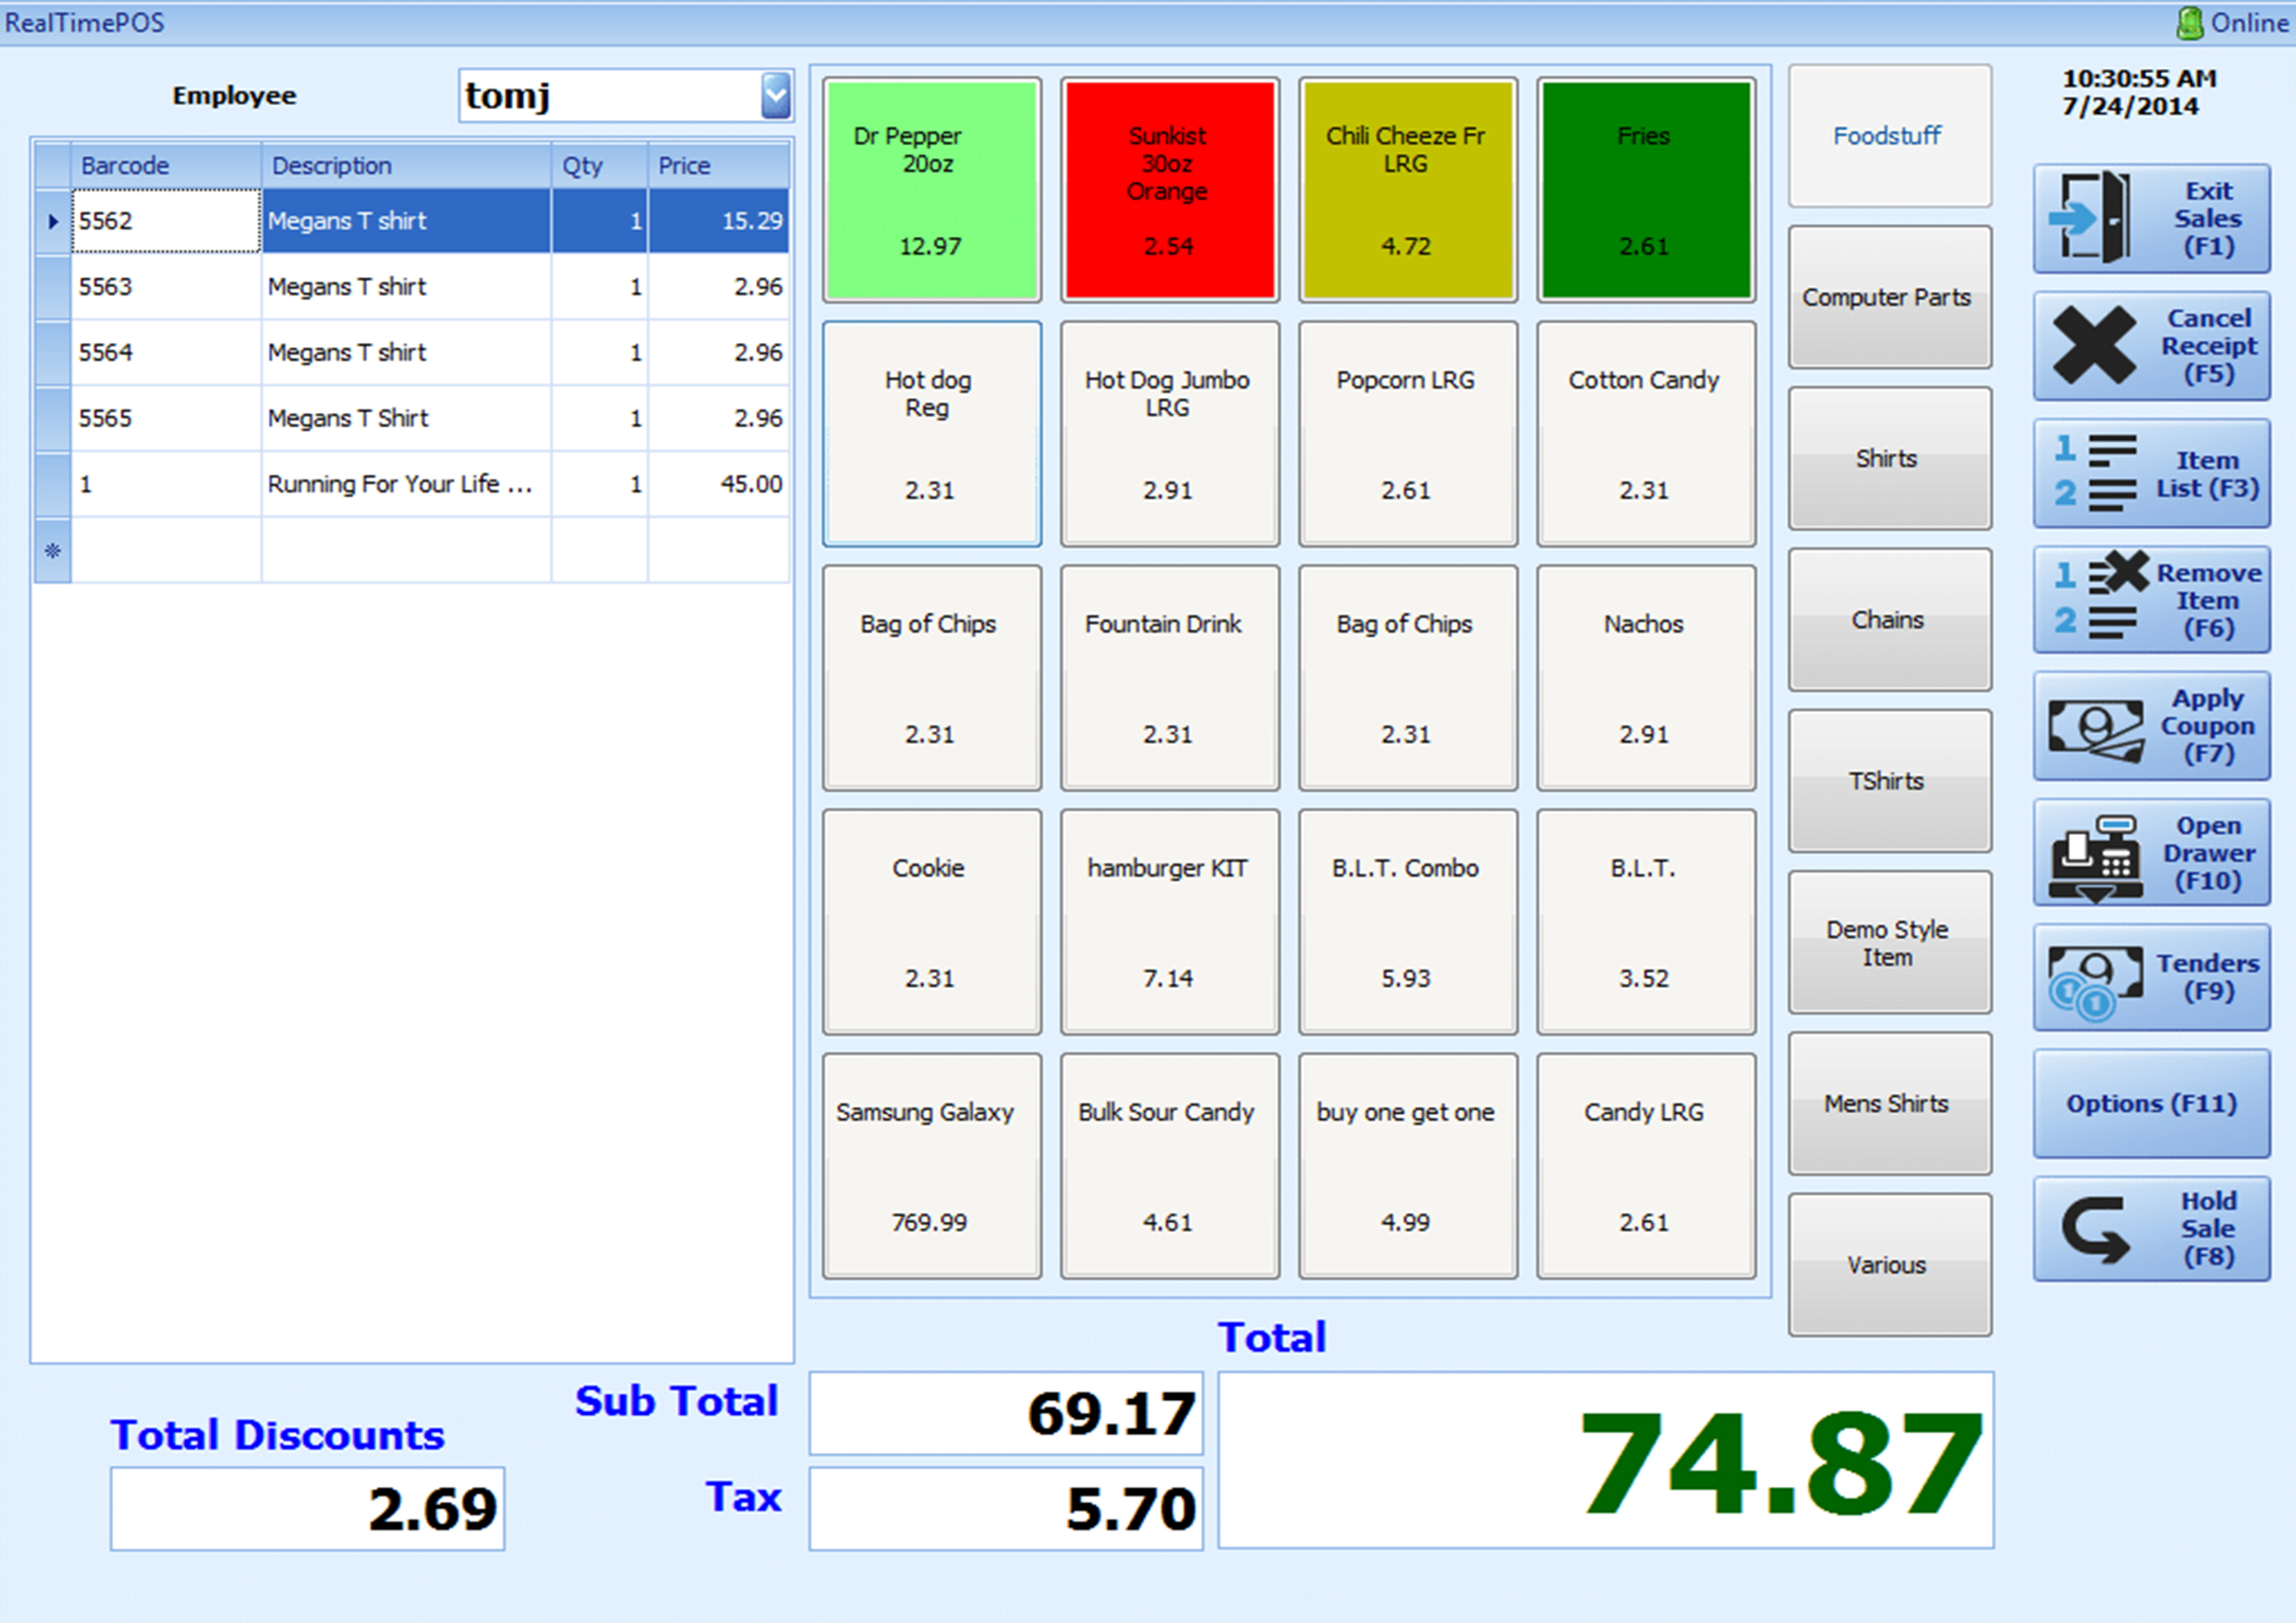 RealTimePOS
Online
Employee
tomj
10:30:55 AM
7/24/2014
Barcode Description Qty Price
5562 Megans T shirt 1 15.29
5563 Megans T shirt 1 2.96
5564 Megans T shirt 1 2.96
5565 Megans T Shirt 1 2.96
1 Running For Your Life ... 1 45.00
Dr Pepper
20oz
12.97
Sunkist
30oz
Orange
2.54
Chili Cheeze Fr
LRG
4.72
Fries
2.61
Hot dog
Reg
2.31
Hot Dog Jumbo
LRG
2.91
Popcorn LRG
2.61
Cotton Candy
2.31
Bag of Chips
2.31
Fountain Drink
2.31
Bag of Chips
2.31
Nachos
2.91
Cookie
2.31
hamburger KIT
7.14
B.L.T. Combo
5.93
B.L.T.
3.52
Samsung Galaxy
769.99
Bulk Sour Candy
4.61
buy one get one
4.99
Candy LRG
2.61
Foodstuff
Computer Parts
Shirts
Chains
TShirts
Demo Style
Item
Mens Shirts
Various
Exit
Sales
(F1)
Cancel
Receipt
(F5)
1
2
Item
List (F3)
1
2
Remove
Item
(F6)
Apply
Coupon
(F7)
Open
Drawer
(F10)
1
1
Tenders
(F9)
Options (F11)
Hold
Sale
(F8)
Total Discounts
2.69
Sub Total
69.17
Tax
5.70
Total
74.87